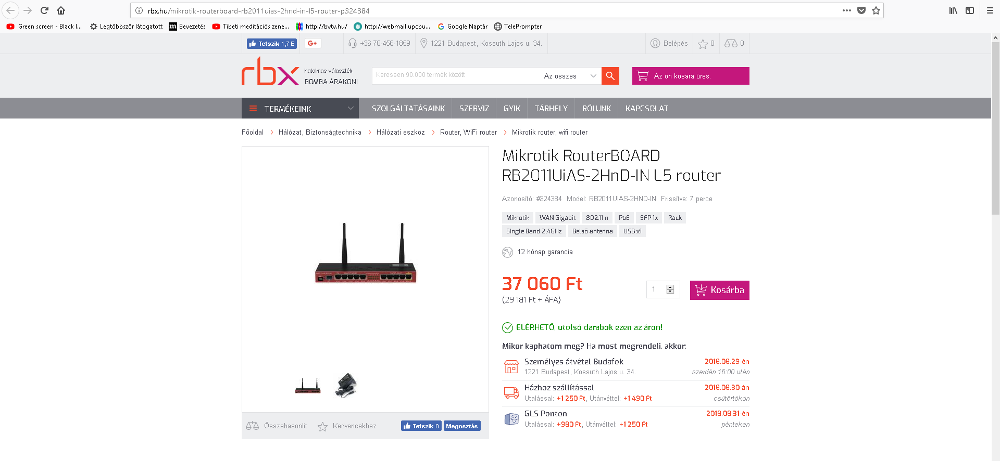 rbx.hu/mikrotik-routerboard-rb2011uias-2hnd-in-l5-router-p324384
Green screen - Black l... Legtöbbször látogatott Bevezetés Tibeti meditációs zene... http://bvtv.hu/ http://webmail.upcbu... Google Naptár TelePrompter
Tetszik 1,7 E G+ +36 70-456-1859 1221 Budapest, Kossuth Lajos u. 34. Belépés 0 0
rbx hatalmas választék
BOMBA ÁRAKON!
Keressen 90.000 termék között Az összes Az ön kosara üres.
TERMÉKEINK SZOLGÁLTATÁSAINK SZERVIZ GYIK TÁRHELY RÓLUNK KAPCSOLAT
Főoldal Hálózat, Biztonságtechnika Hálózati eszköz Router, WiFi router Mikrotik router, wifi router
Mikrotik RouterBOARD
RB2011UiAS-2HnD-IN L5 router
Azonosító: #324384 Model: RB2011UIAS-2HND-IN Frissítve: 7 perce
Mikrotik WAN Gigabit 802.11 n PoE SFP 1x Rack
Single Band 2,4GHz Belső antenna USB x1
12 hónap garancia
37 060 Ft
(29 181 Ft + ÁFA)
1 Kosárba
ELÉRHETŐ, utolsó darabok ezen az áron!
Mikor kaphatom meg? Ha most megrendeli, akkor:
Személyes átvétel Budafok 2018.08.29-én
1221 Budapest, Kossuth Lajos u. 34. szerdán 16:00 után
Házhoz szállítással 2018.08.30-án
Utalással: +1 250 Ft, Utánvéttel: +1 490 Ft csütörtökön
GLS Ponton 2018.08.31-én
Utalással: +980 Ft, Utánvéttel: +1 250 Ft pénteken
Összehasonlít Kedvencekhez Tetszik 0 Megosztás